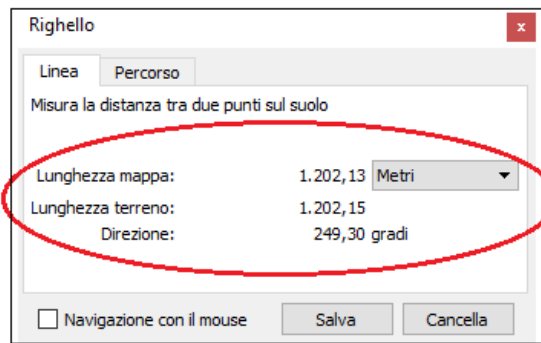 Righello
x
Linea Percorso
Misura la distanza tra due punti sul suolo
Lunghezza mappa: 1.202,13 Metri
Lunghezza terreno: 1.202,15
Direzione: 249,30 gradi
Navigazione con il mouse Salva Cancella